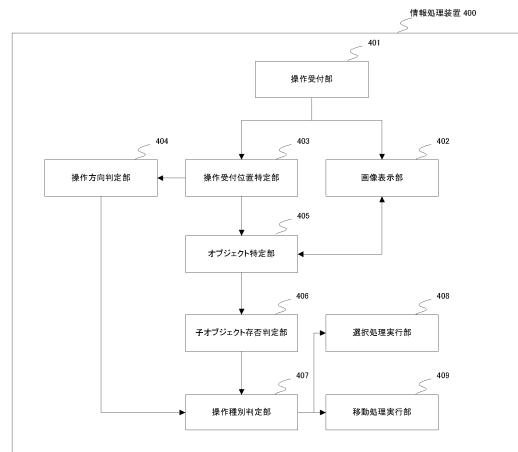 情報処理装置 400
401
操作受付部
404
403
402
操作方向判定部
操作受付位置特定部
画像表示部
405
オブジェクト特定部
406
408
子オブジェクト存否判定部
選択処理実行部
407
409
操作種別判定部
移動処理実行部